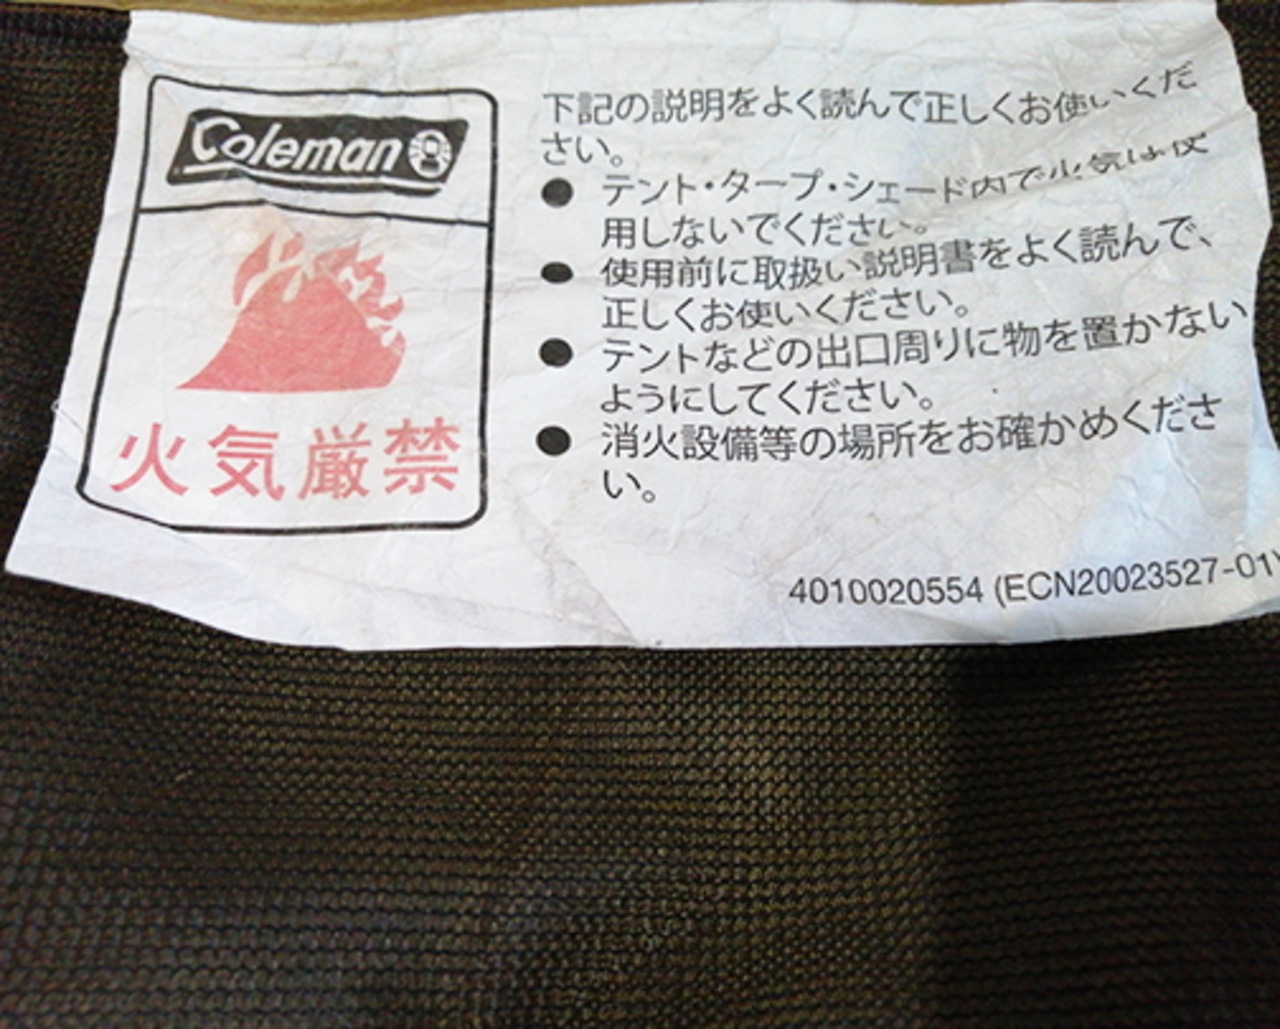 Coleman
火気厳禁
下記の説明をよく読んで正しくお使いくだ
さい。
● テント・タープ・シェード内で火気は使
用しないでください。
● 使用前に取扱い説明書をよく読んで、
正しくお使いください。
● テントなどの出口周りに物を置かない
ようにしてください。
● 消火設備等の場所をお確かめくださ
い。
4010020554 (ECN20023527-01)